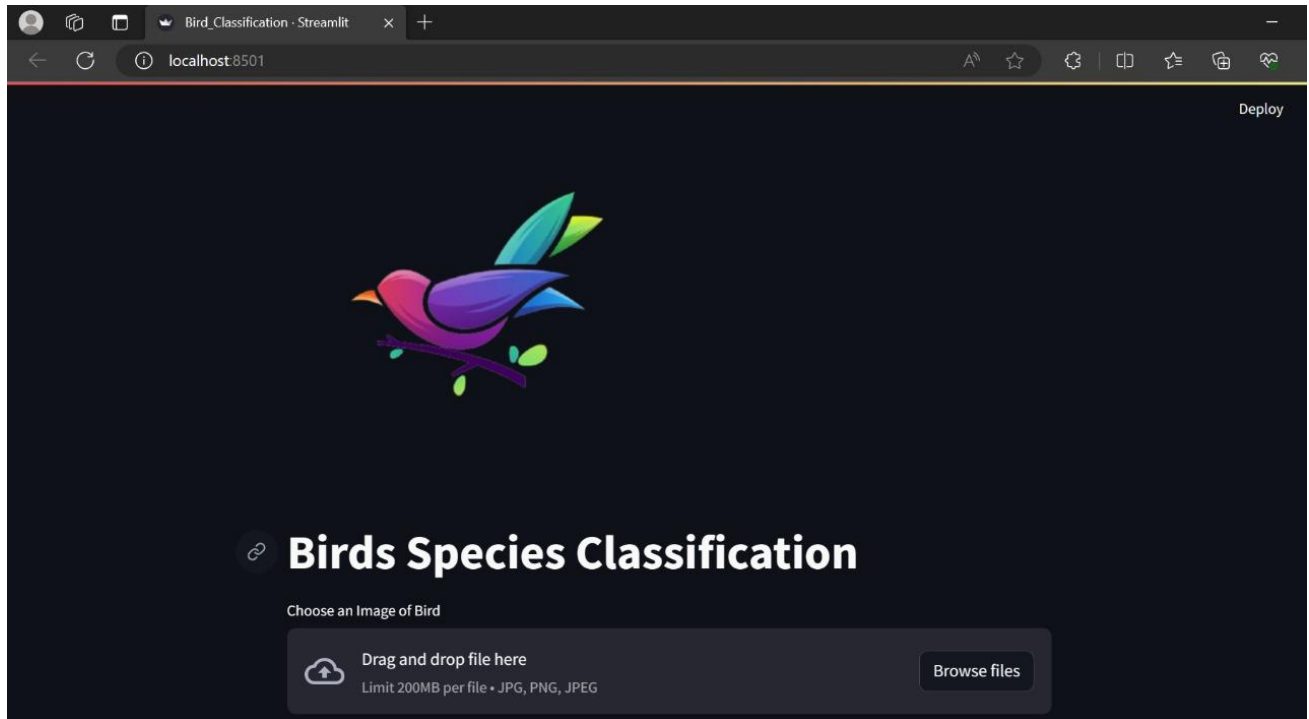 Bird_Classification · Streamlit
localhost:8501
Deploy
Birds Species Classification
Choose an Image of Bird
Drag and drop file here
Browse files
Limit 200MB per file • JPG, PNG, JPEG